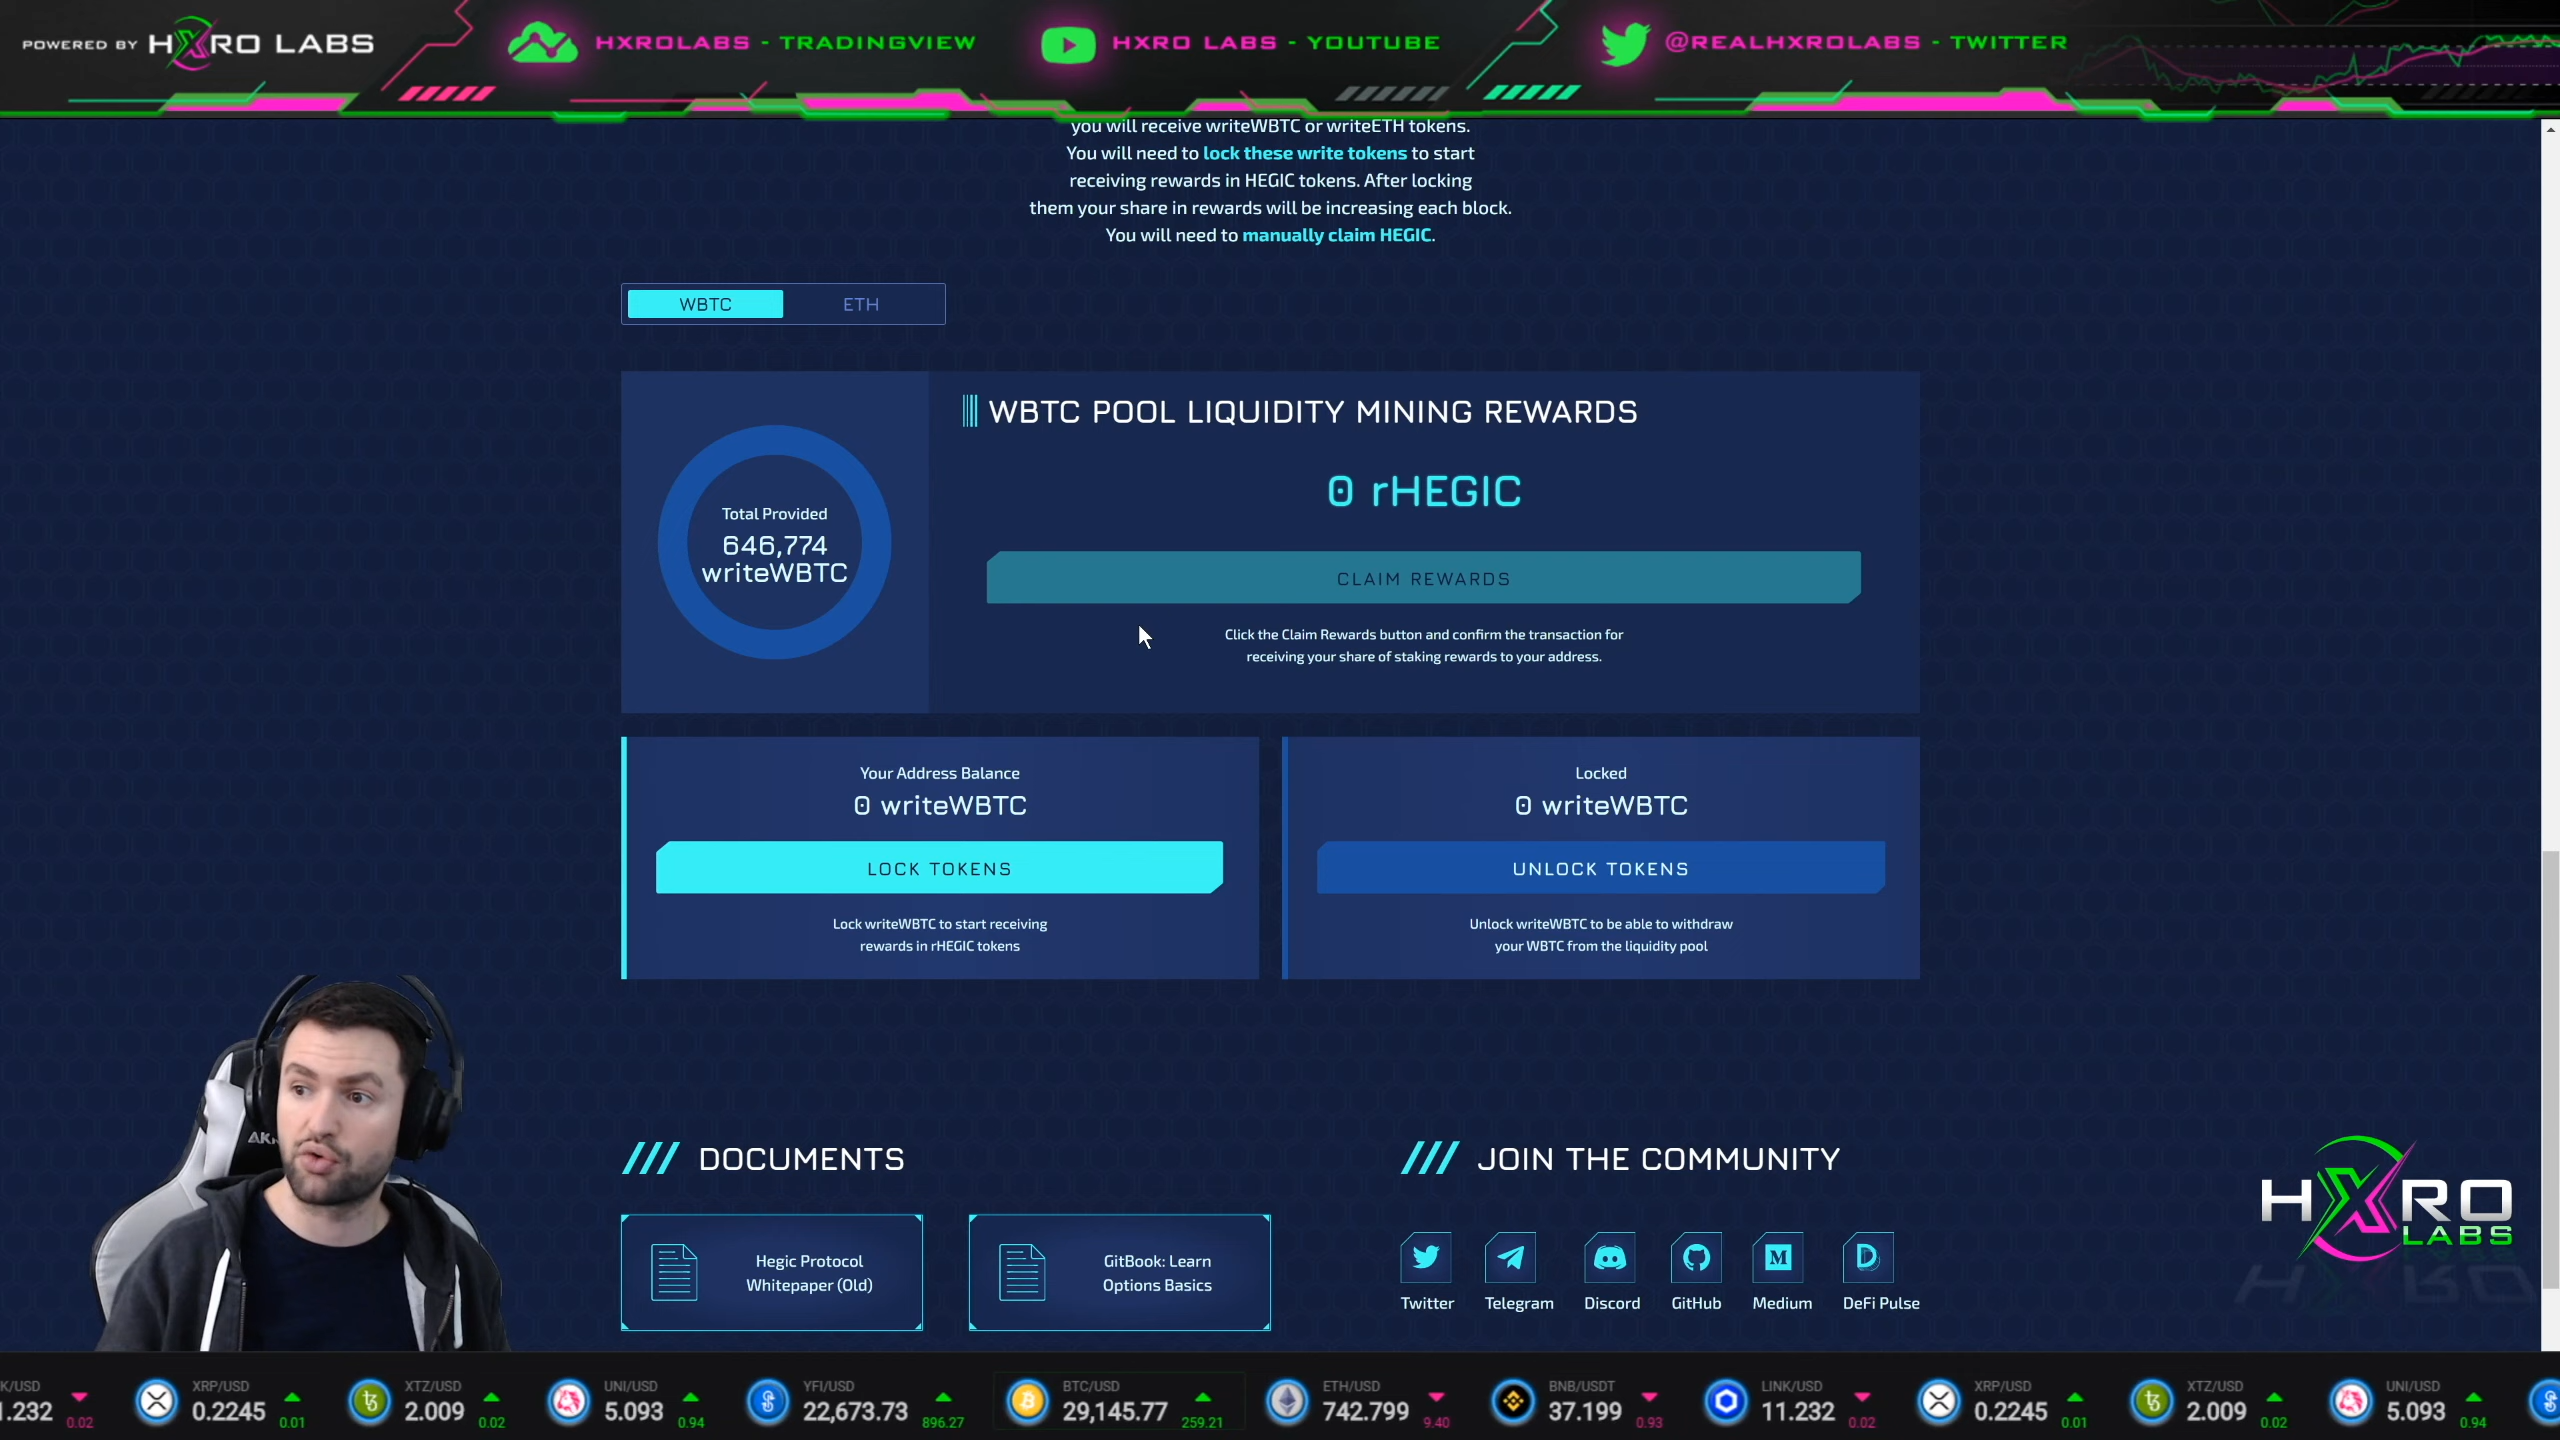 POWERED BY HXRO LABS
HXROLABS - TRADINGVIEW
HXRO LABS - YOUTUBE
@REALHXROLABS - TWITTER
you will receive writeWBTC or writeETH tokens.
You will need to lock these write tokens to start
receiving rewards in HEGIC tokens. After locking
them your share in rewards will be increasing each block.
You will need to manually claim HEGIC.
WBTC
ETH
WBTC POOL LIQUIDITY MINING REWARDS
0 rHEGIC
Total Provided
646,774
writeWBTC
CLAIM REWARDS
Click the Claim Rewards button and confirm the transaction for
receiving your share of staking rewards to your address.
Your Address Balance
0 writeWBTC
LOCK TOKENS
Lock writeWBTC to start receiving
rewards in rHEGIC tokens
Locked
0 writeWBTC
UNLOCK TOKENS
Unlock writeWBTC to be able to withdraw
your WBTC from the liquidity pool
DOCUMENTS
Hegic Protocol
Whitepaper (Old)
GitBook: Learn
Options Basics
JOIN THE COMMUNITY
Twitter
Telegram
Discord
GitHub
Medium
DeFi Pulse
HXRO
LABS
K/USD
1.232 0.02
XRP/USD
0.2245 0.01
XTZ/USD
2.009 0.02
UNI/USD
5.093 0.94
YFI/USD
22,673.73 896.27
BTC/USD
29,145.77 259.21
ETH/USD
742.799 9.40
BNB/USDT
37.199 0.93
LINK/USD
11.232 0.02
XRP/USD
0.2245 0.01
XTZ/USD
2.009 0.02
UNI/USD
5.093 0.94